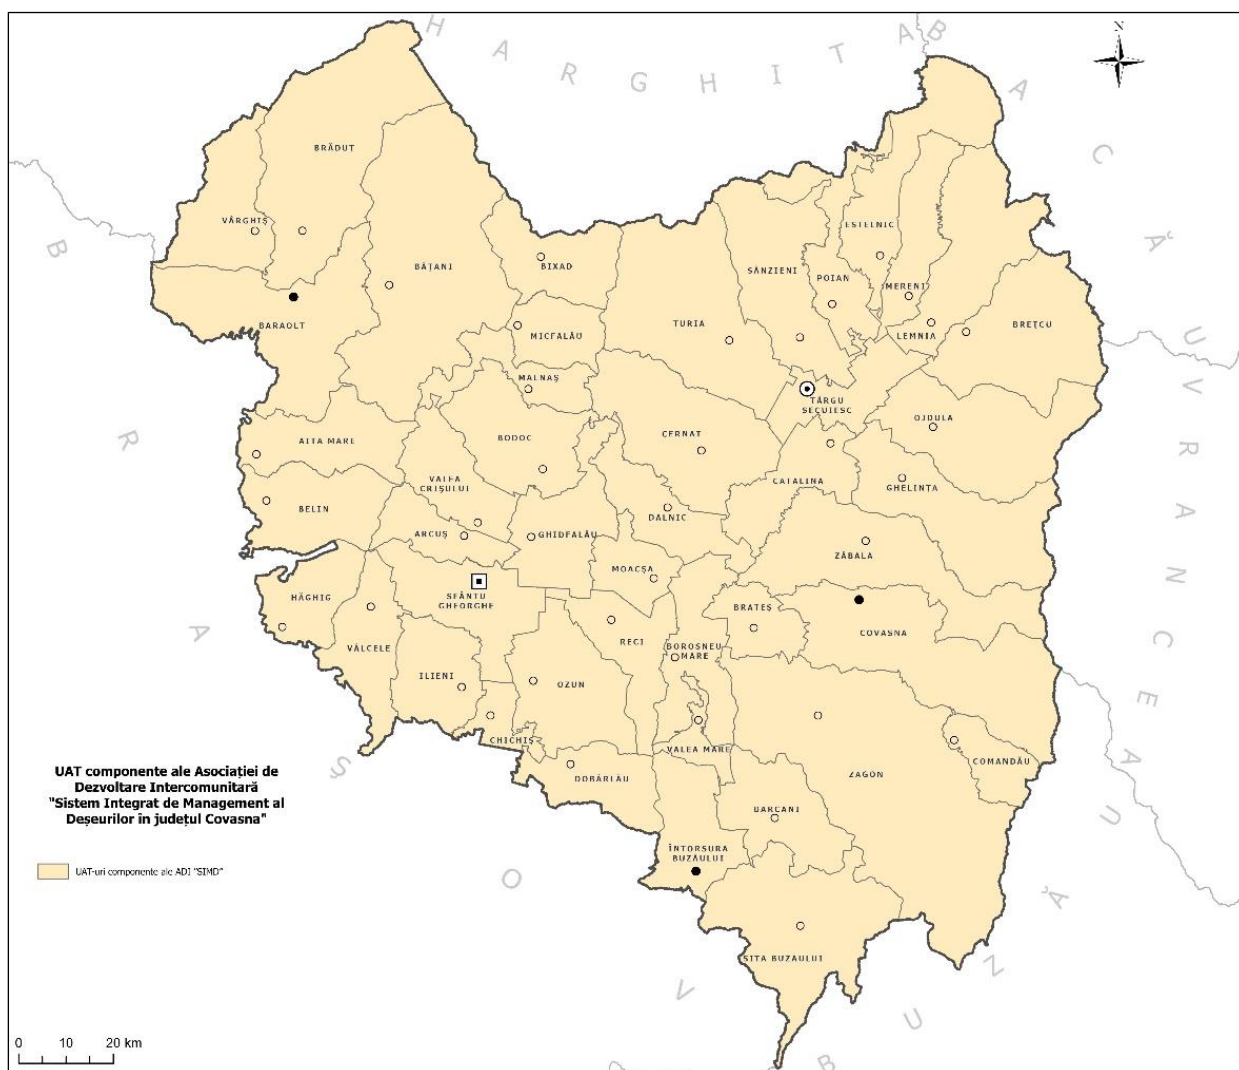 HARGHITA
BACĂU
VRANCEA
BUZĂU
BRAȘOV
N
BRĂDUT
VÂRGHIȘ
BĂȚANI
BIXAD
ESTELNIC
SÂNZIENI
POIAN
MERENI
BARAOLT
MICFALĂU
TURIA
LEMNIA
BREȚCU
MALNAȘ
TÂRGU
SECUIESC
OJDULA
AITA MARE
BODOC
CERNAT
VALEA
CRIȘULUI
CATALINA
GHELINȚA
BELIN
DALNIC
ARCUȘ
GHIDFALĂU
ZĂBALA
MOACȘA
HĂGHIG
SFÂNTU
GHEORGHE
BRATEȘ
COVASNA
RECI
BOROSNEU
MARE
VÂLCELE
ILIENI
OZUN
CHICHIȘ
VALEA MARE
COMANDĂU
ZAGON
DOBÂRLĂU
BARCANI
ÎNTORSURA
BUZĂULUI
SITA BUZAULUI
UAT componente ale Asociației de
Dezvoltare Intercomunitară
"Sistem Integrat de Management al
Deșeurilor în județul Covasna"
UAT-uri componente ale ADI "SIMD"
0 10 20 km